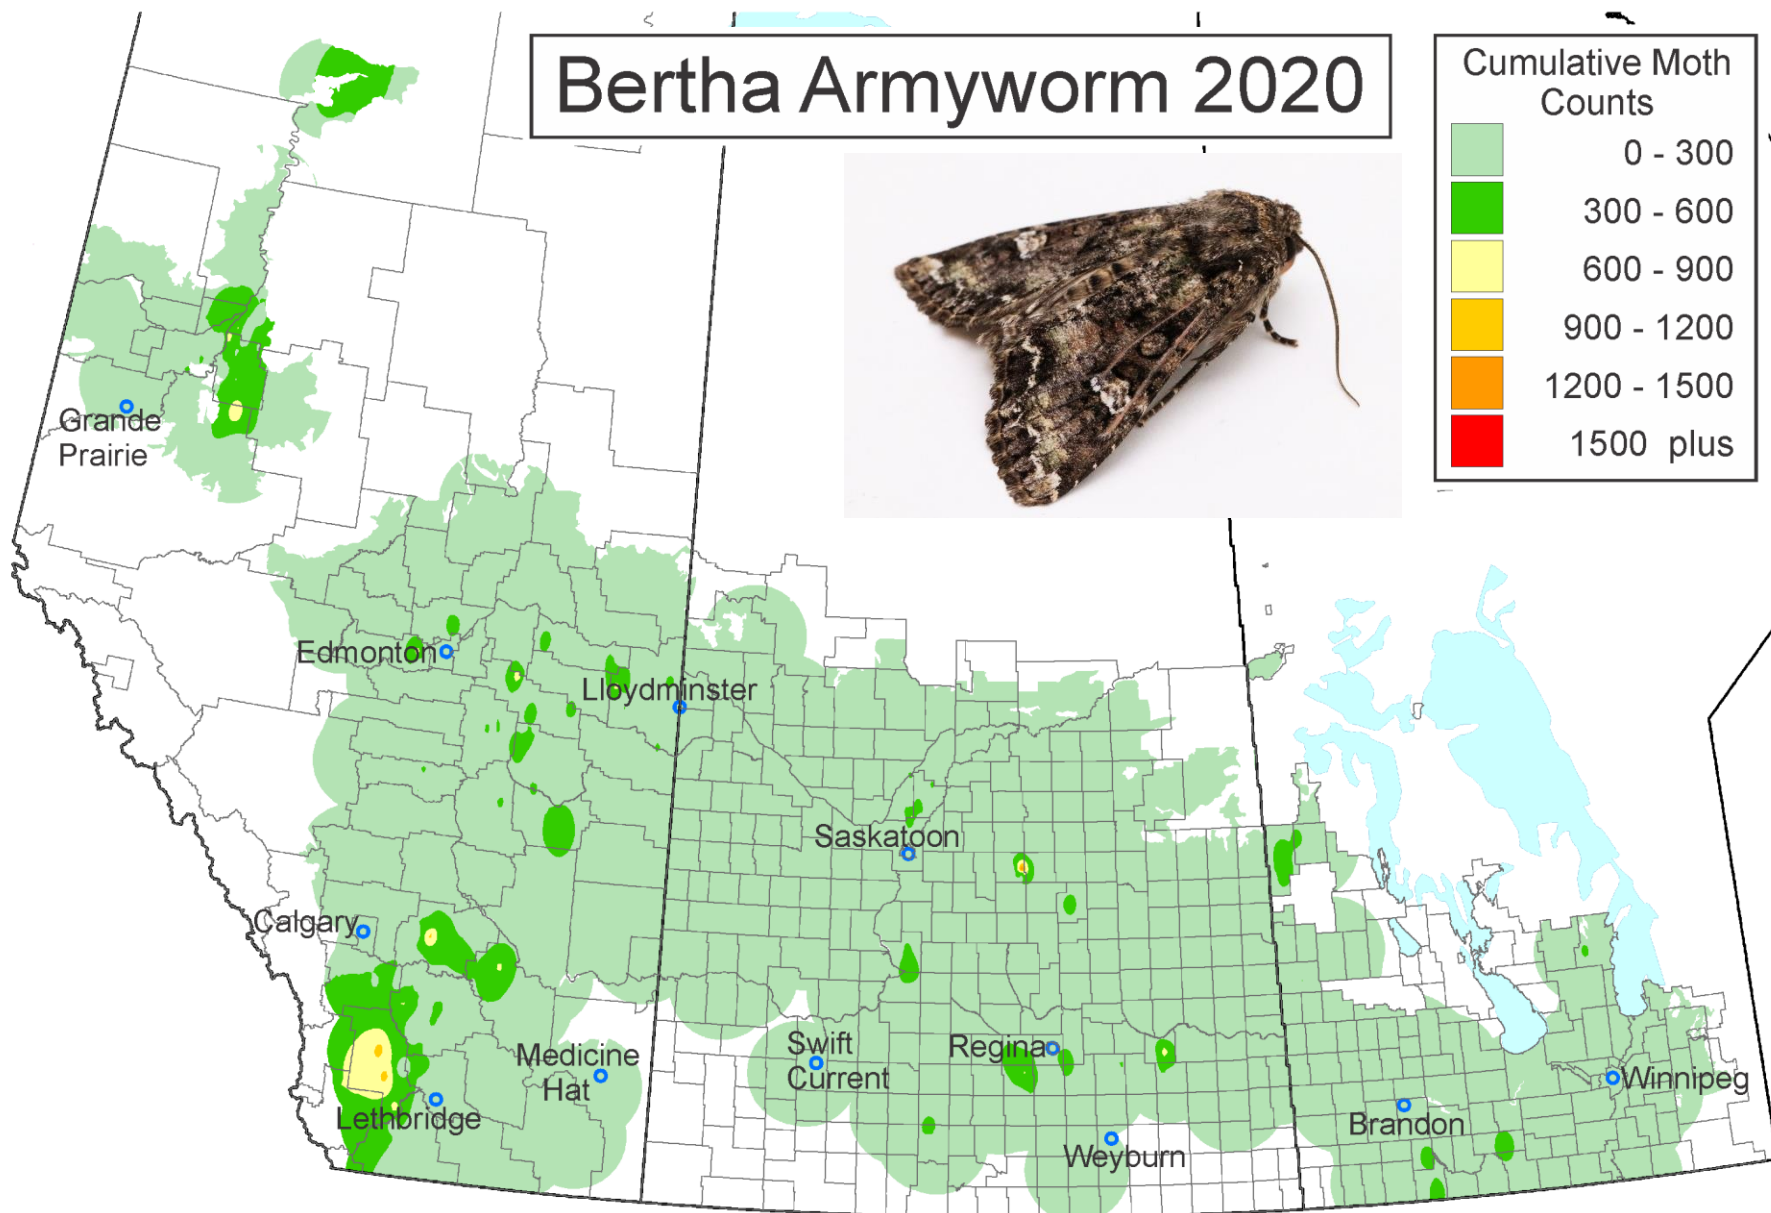 Bertha Armyworm 2020
Cumulative Moth
Counts
0 - 300
300 - 600
600 - 900
900 - 1200
1200 - 1500
1500 plus
Grande
Prairie
Edmonton
Lloydminster
Saskatoon
Calgary
Medicine
Hat
Lethbridge
Swift
Current
Regina
Weyburn
Brandon
Winnipeg